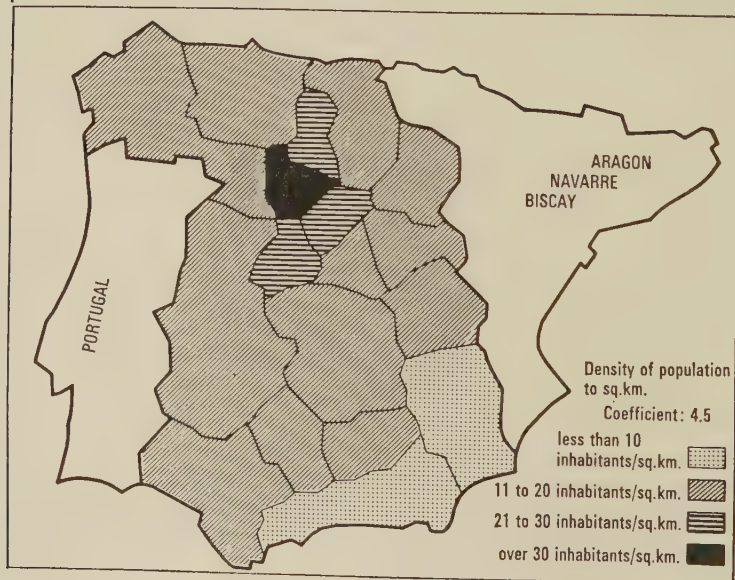 ARAGON
NAVARRE
BISCAY
PORTUGAL
Density of population
to sq.km.
Coefficient: 4.5
less than 10
inhabitants/sq.km.
11 to 20 inhabitants/sq.km.
21 to 30 inhabitants/sq.km.
over 30 inhabitants/sq.km.